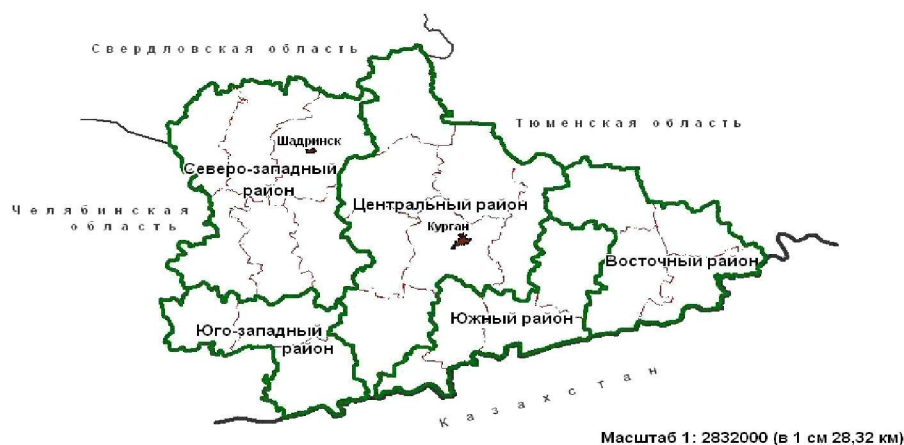 Свердловская область
Тюменская область
Шадринск
Северо-западный
район
Челябинская
область
Центральный район
Курган
Восточный район
Южный район
Юго-западный
район
Казахстан
Масштаб 1: 2832000 (в 1 см 28,32 км)